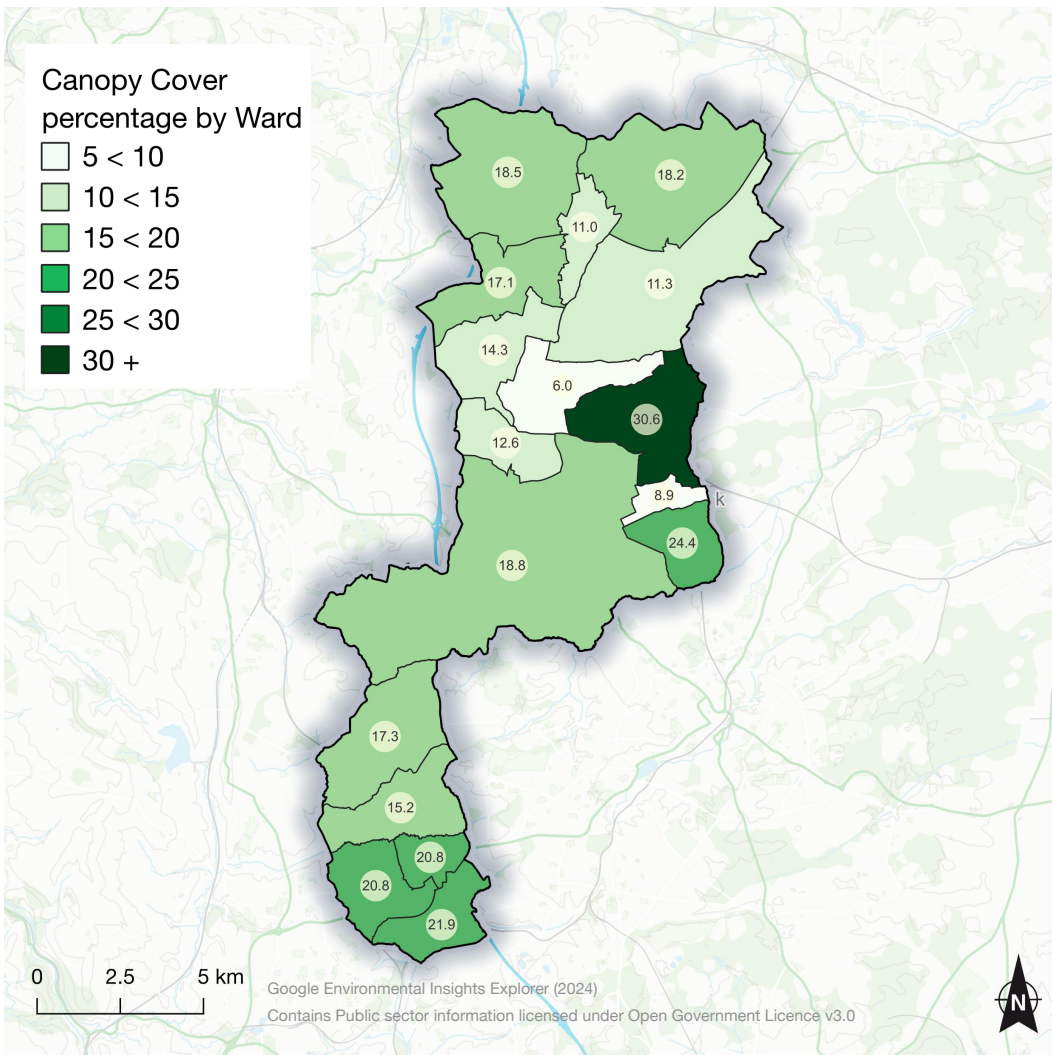 Canopy Cover
percentage by Ward
5 < 10
10 < 15
15 < 20
20 < 25
25 < 30
30 +
18.5
18.2
11.0
17.1
11.3
14.3
6.0
30.6
12.6
8.9
k
24.4
18.8
17.3
15.2
20.8
20.8
21.9
0 2.5 5 km
Google Environmental Insights Explorer (2024)
Contains Public sector information licensed under Open Government Licence v3.0
N